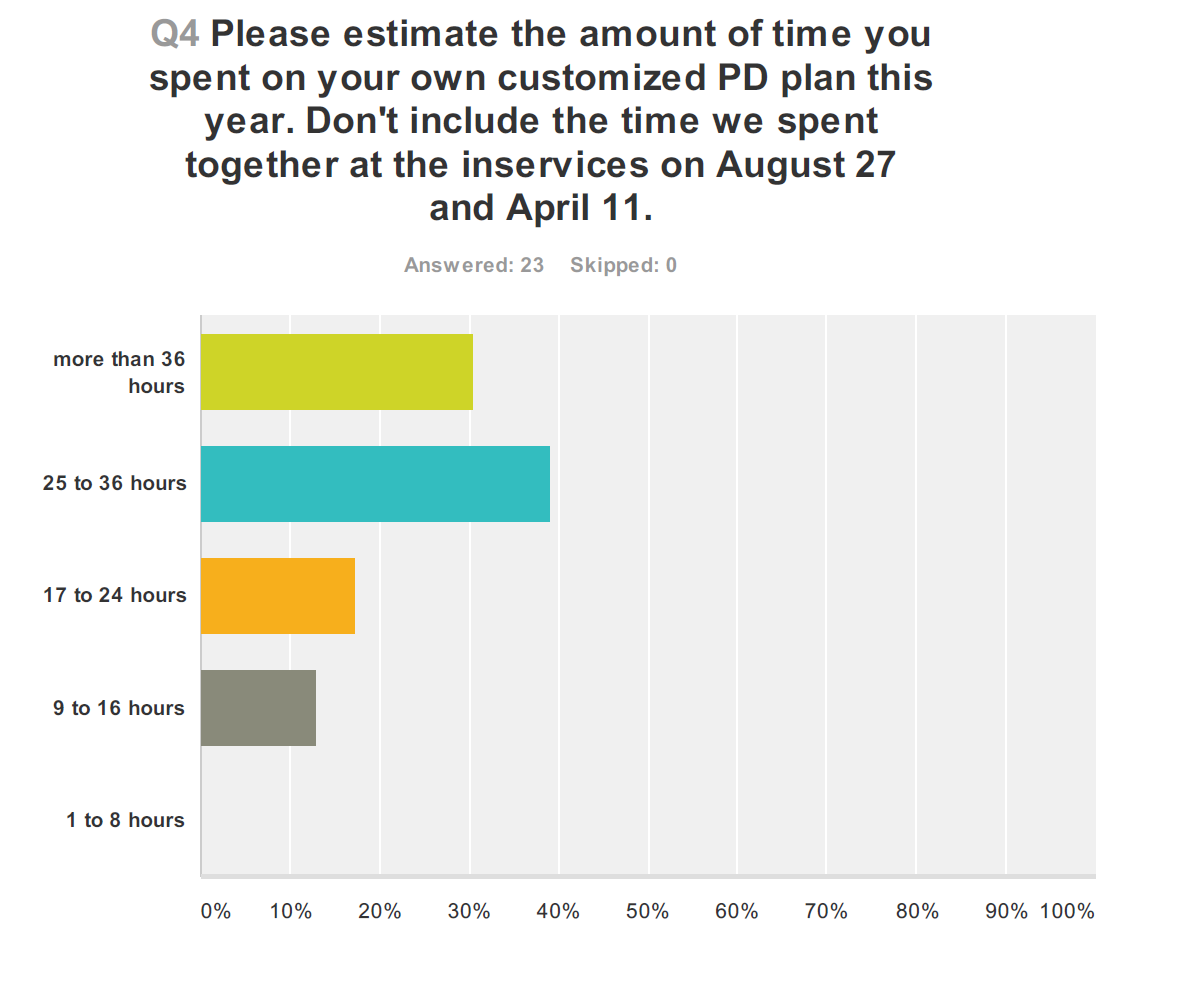 Q4 Please estimate the amount of time you
spent on your own customized PD plan this
year. Don't include the time we spent
together at the inservices on August 27
and April 11.
Answered: 23 Skipped: 0
more than 36
hours
25 to 36 hours
17 to 24 hours
9 to 16 hours
1 to 8 hours
0% 10% 20% 30% 40% 50% 60% 70% 80% 90% 100%